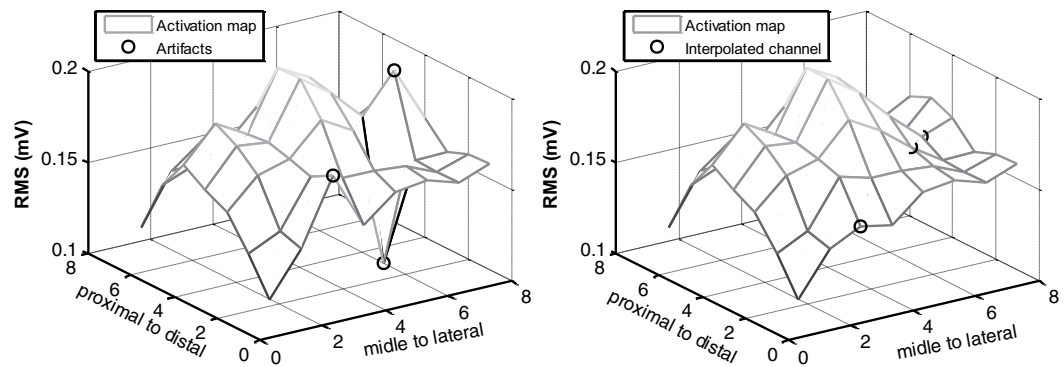 Activation map
Artifacts
0.2
0.15
0.1
RMS (mV)
8
6
4
2
0
proximal to distal
0
2
4
6
8
midle to lateral
Activation map
Interpolated channel
0.2
0.15
0.1
RMS (mV)
8
6
4
2
0
proximal to distal
0
2
4
6
8
midle to lateral